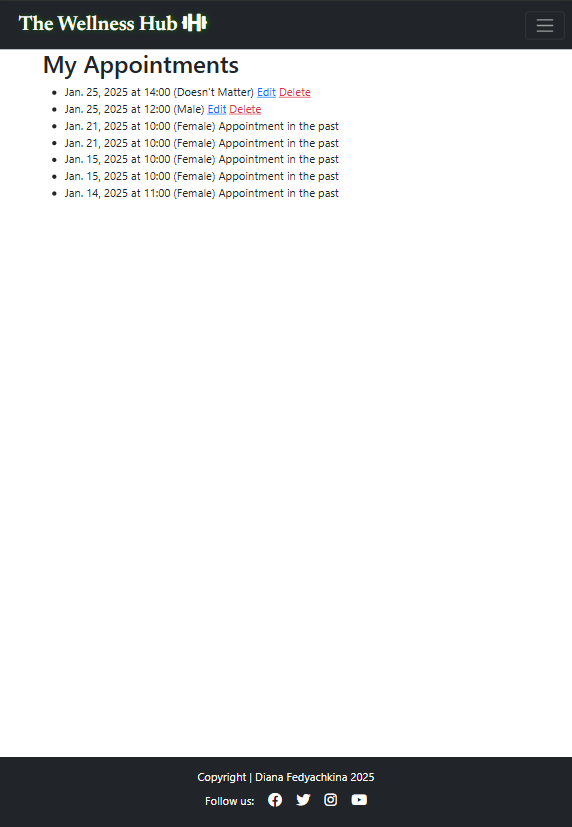 The Wellness Hub
My Appointments
Jan. 25, 2025 at 14:00 (Doesn't Matter) Edit Delete
Jan. 25, 2025 at 12:00 (Male) Edit Delete
Jan. 21, 2025 at 10:00 (Female) Appointment in the past
Jan. 21, 2025 at 10:00 (Female) Appointment in the past
Jan. 15, 2025 at 10:00 (Female) Appointment in the past
Jan. 15, 2025 at 10:00 (Female) Appointment in the past
Jan. 14, 2025 at 11:00 (Female) Appointment in the past
Copyright | Diana Fedyachkina 2025
Follow us: